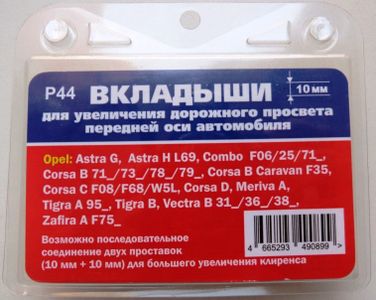 P44 ВКЛАДЫШИ 10 мм
для увеличения дорожного просвета
передней оси автомобиля
Opel: Astra G, Astra H L69, Combo F06/25/71_,
Corsa B 71_/73_/78_/79_, Corsa B Caravan F35,
Corsa C F08/F68/W5L, Corsa D, Meriva A,
Tigra A 95_, Tigra B, Vectra B 31_/36_/38_,
Zafira A F75_
Возможно последовательное
соединение двух проставок
(10 мм + 10 мм) для большего увеличения клиренса
4 665293 490899 >